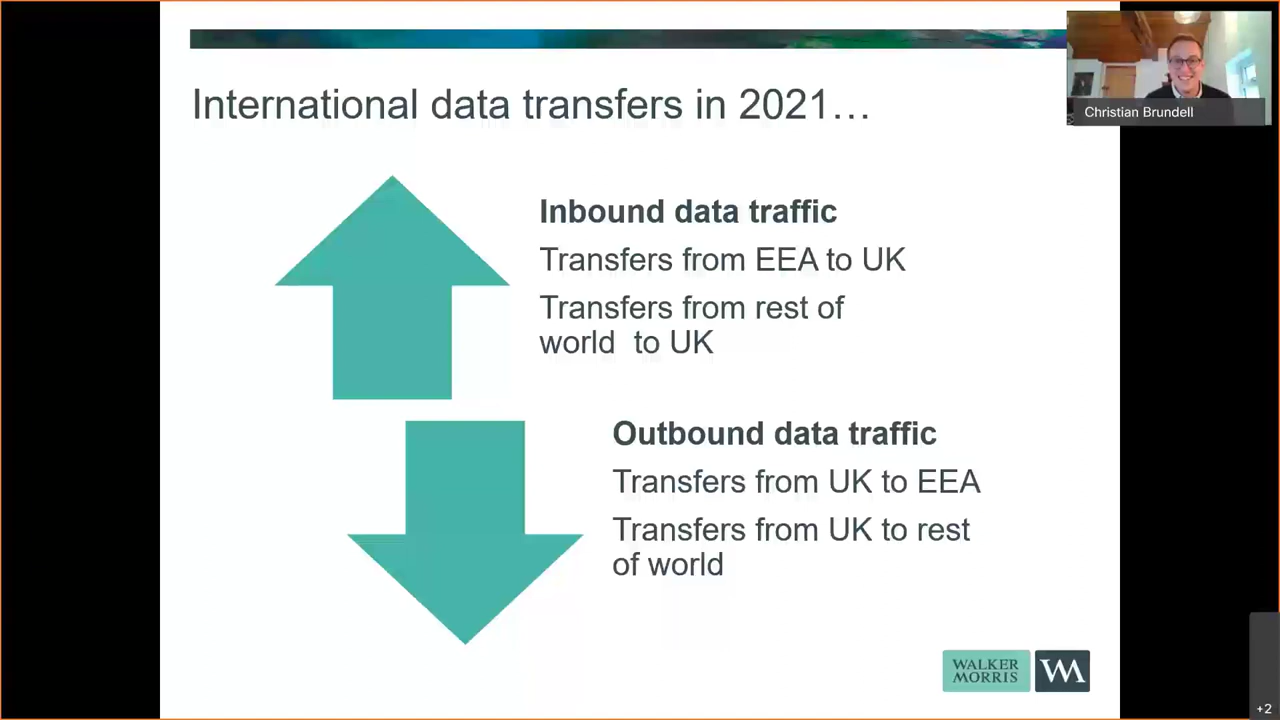 International data transfers in 2021…
Christian Brundell
Inbound data traffic
Transfers from EEA to UK
Transfers from rest of
world  to UK
Outbound data traffic
Transfers from UK to EEA
Transfers from UK to rest
of world
WALKER
MORRIS
WM
+2